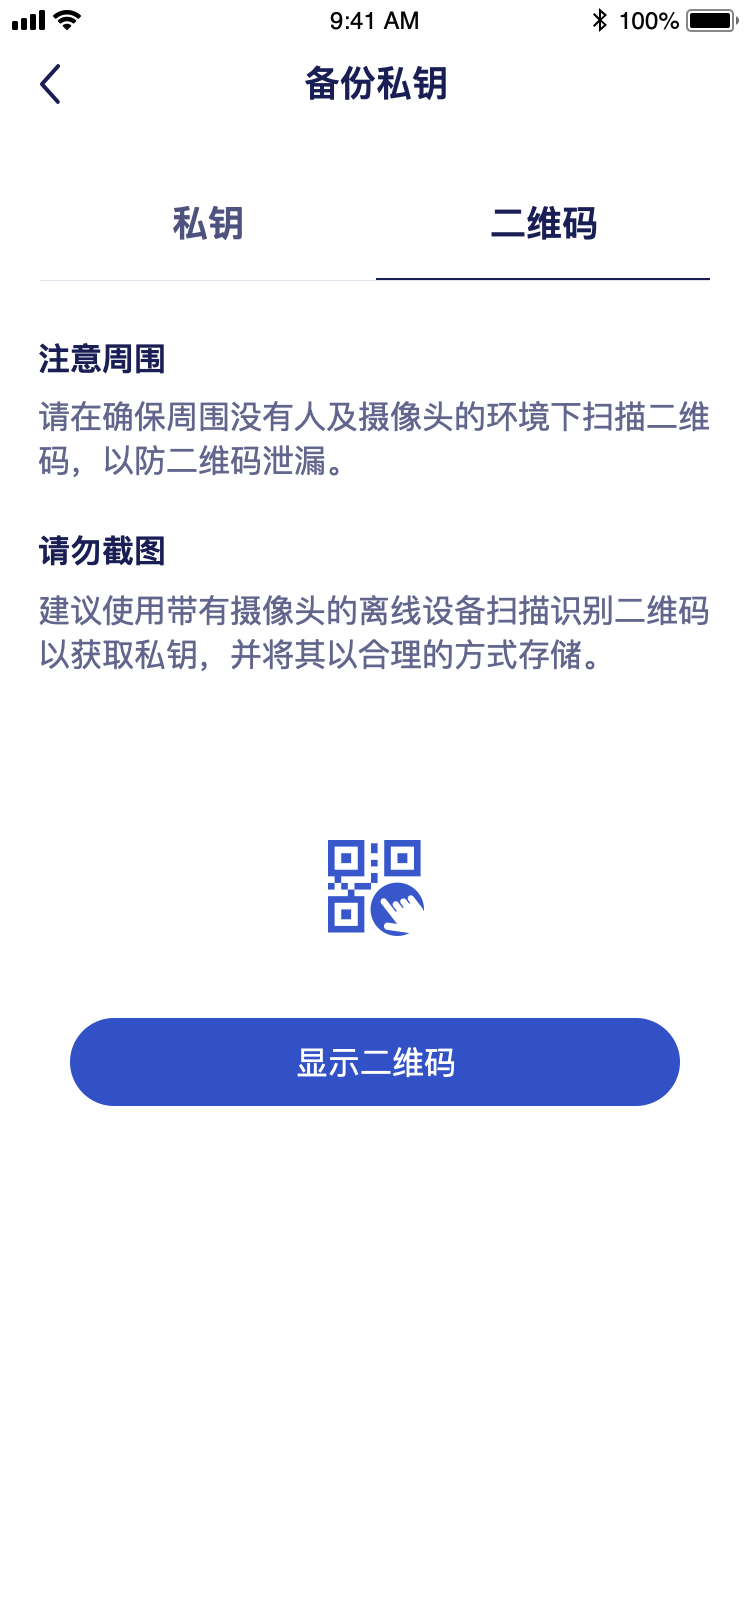 9:41 AM 100%
备份私钥
私钥 二维码
注意周围
请在确保周围没有人及摄像头的环境下扫描二维
码，以防二维码泄漏。
请勿截图
建议使用带有摄像头的离线设备扫描识别二维码
以获取私钥，并将其以合理的方式存储。
显示二维码